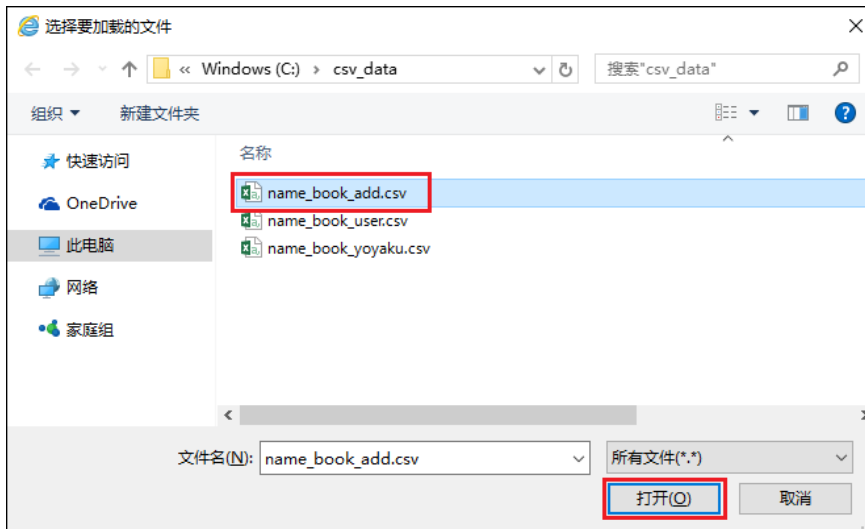 选择要加载的文件
« Windows (C:) › csv_data
搜索"csv_data"
组织
新建文件夹
快速访问
OneDrive
此电脑
网络
家庭组
名称
name_book_add.csv
name_book_user.csv
name_book_yoyaku.csv
文件名(N):
name_book_add.csv
所有文件(*.*)
打开(O)
取消